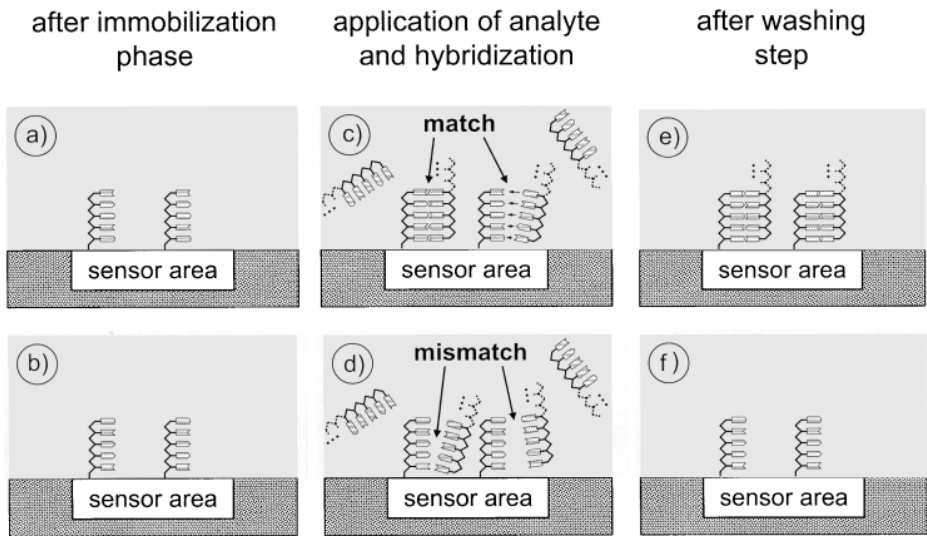 after immobilization
phase
application of analyte
and hybridization
after washing
step
a)
sensor area
c)
match
sensor area
e)
sensor area
b)
sensor area
d)
mismatch
sensor area
f)
sensor area